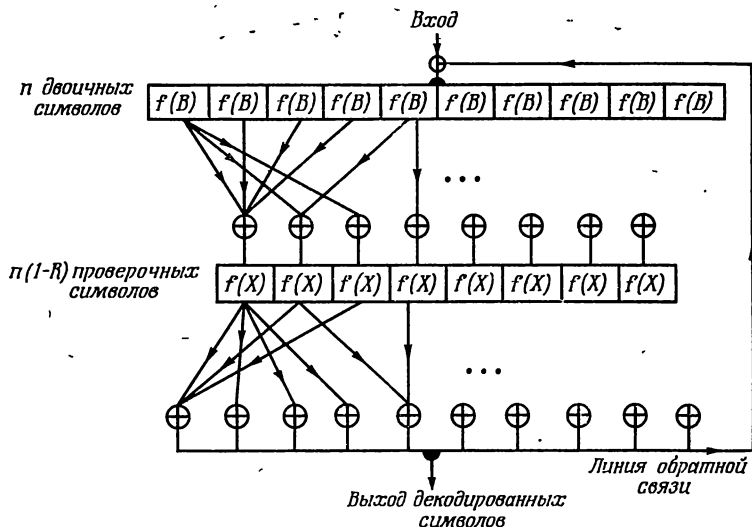 Вход
n двоичных
символов
f(B) f(B) f(B) f(B) f(B) f(B) f(B) f(B) f(B) f(B)
...
n(1-R) проверочных
символов
f(X) f(X) f(X) f(X) f(X) f(X) f(X) f(X)
...
Линия обратной
связи
Выход декодированных
символов